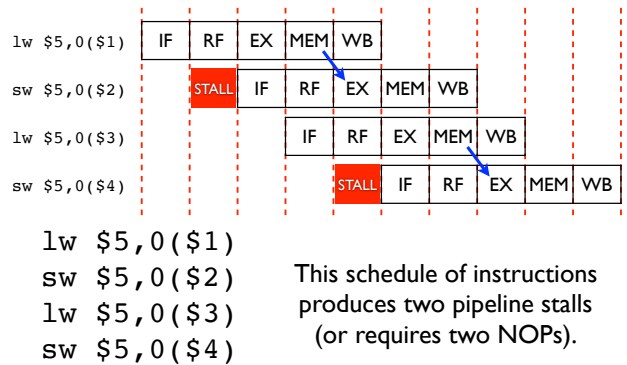 lw $5,0($1) IF RF EX MEM WB
sw $5,0($2) STALL IF RF EX MEM WB
lw $5,0($3) IF RF EX MEM WB
sw $5,0($4) STALL IF RF EX MEM WB
lw $5,0($1)
sw $5,0($2)
lw $5,0($3)
sw $5,0($4)
This schedule of instructions
produces two pipeline stalls
(or requires two NOPs).